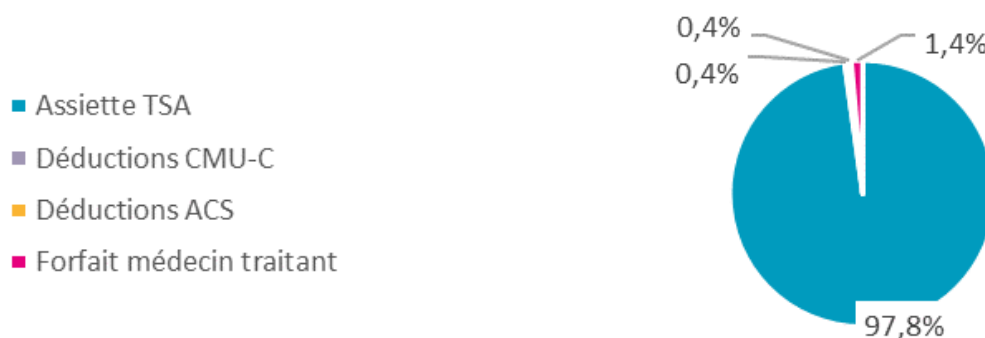 Assiette TSA
Déductions CMU-C
Déductions ACS
Forfait médecin traitant
0,4%
0,4%
1,4%
97,8%